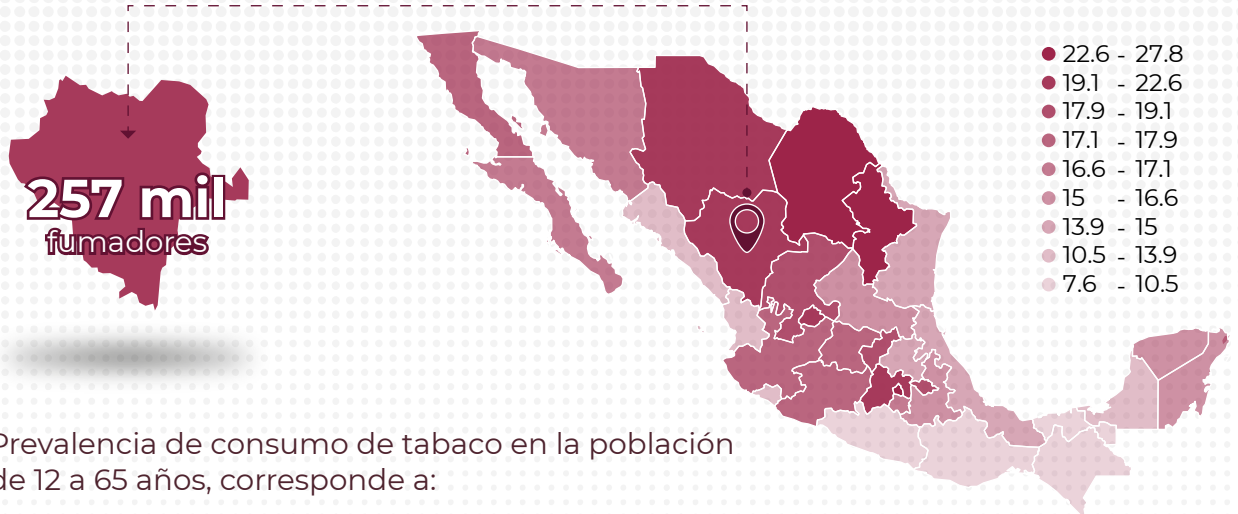 257 mil
fumadores
22.6 - 27.8
19.1 - 22.6
17.9 - 19.1
17.1 - 17.9
16.6 - 17.1
15 - 16.6
13.9 - 15
10.5 - 13.9
7.6 - 10.5
Prevalencia de consumo de tabaco en la población
de 12 a 65 años, corresponde a: